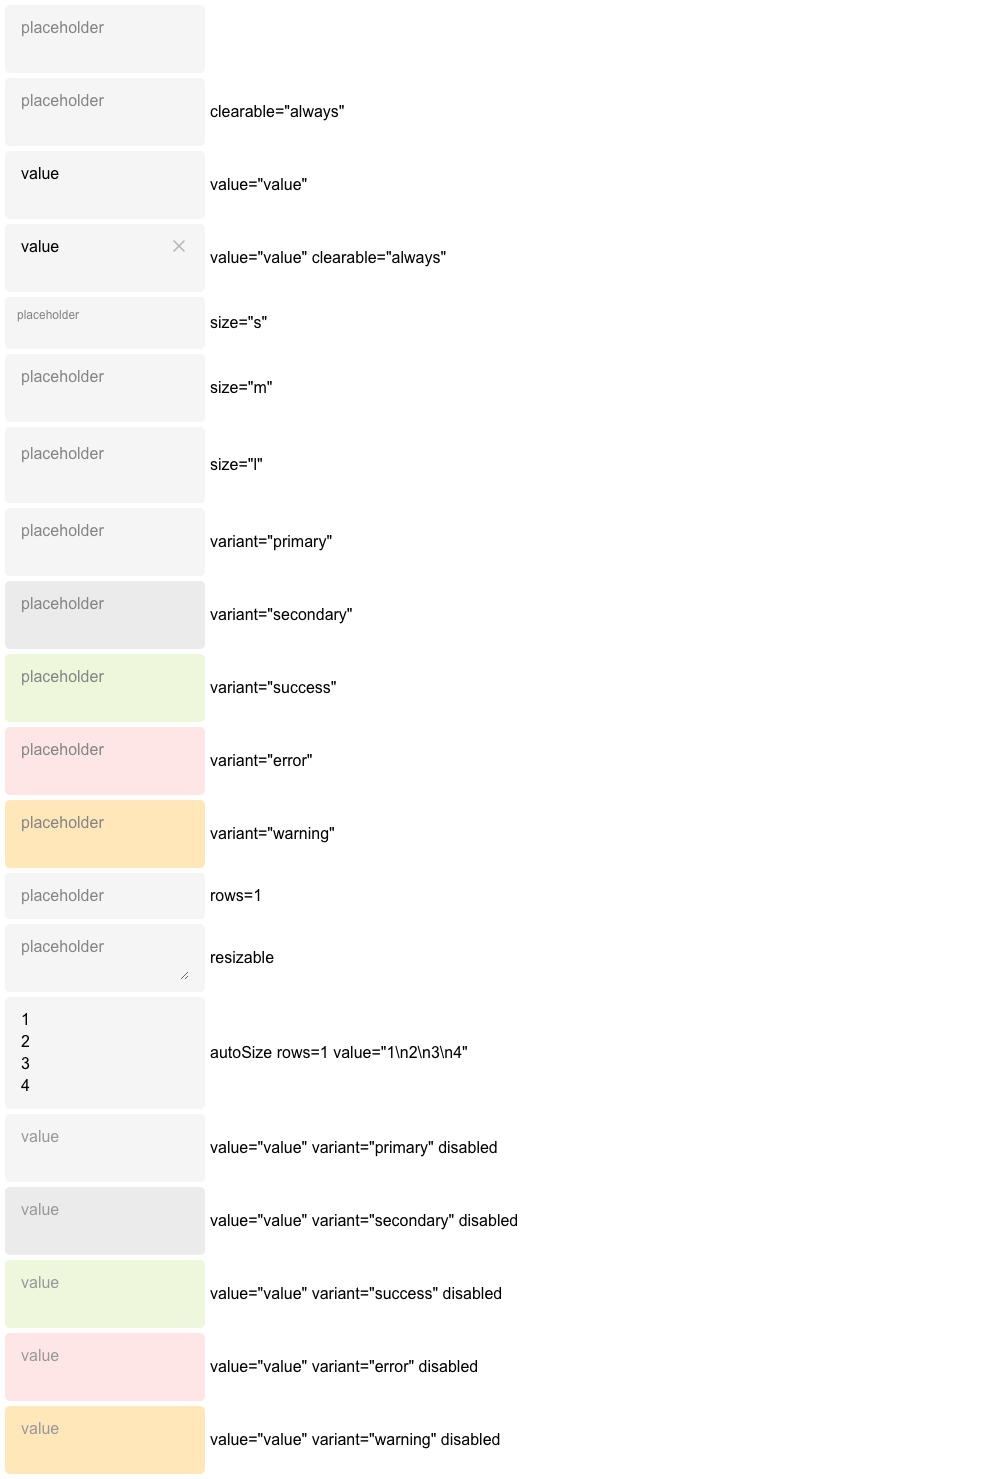 placeholder
placeholder
clearable="always"
value
value="value"
value
value="value" clearable="always"
placeholder
size="s"
placeholder
size="m"
placeholder
size="l"
placeholder
variant="primary"
placeholder
variant="secondary"
placeholder
variant="success"
placeholder
variant="error"
placeholder
variant="warning"
placeholder
rows=1
placeholder
resizable
1
2
3
4
autoSize rows=1 value="1\n2\n3\n4"
value
value="value" variant="primary" disabled
value
value="value" variant="secondary" disabled
value
value="value" variant="success" disabled
value
value="value" variant="error" disabled
value
value="value" variant="warning" disabled